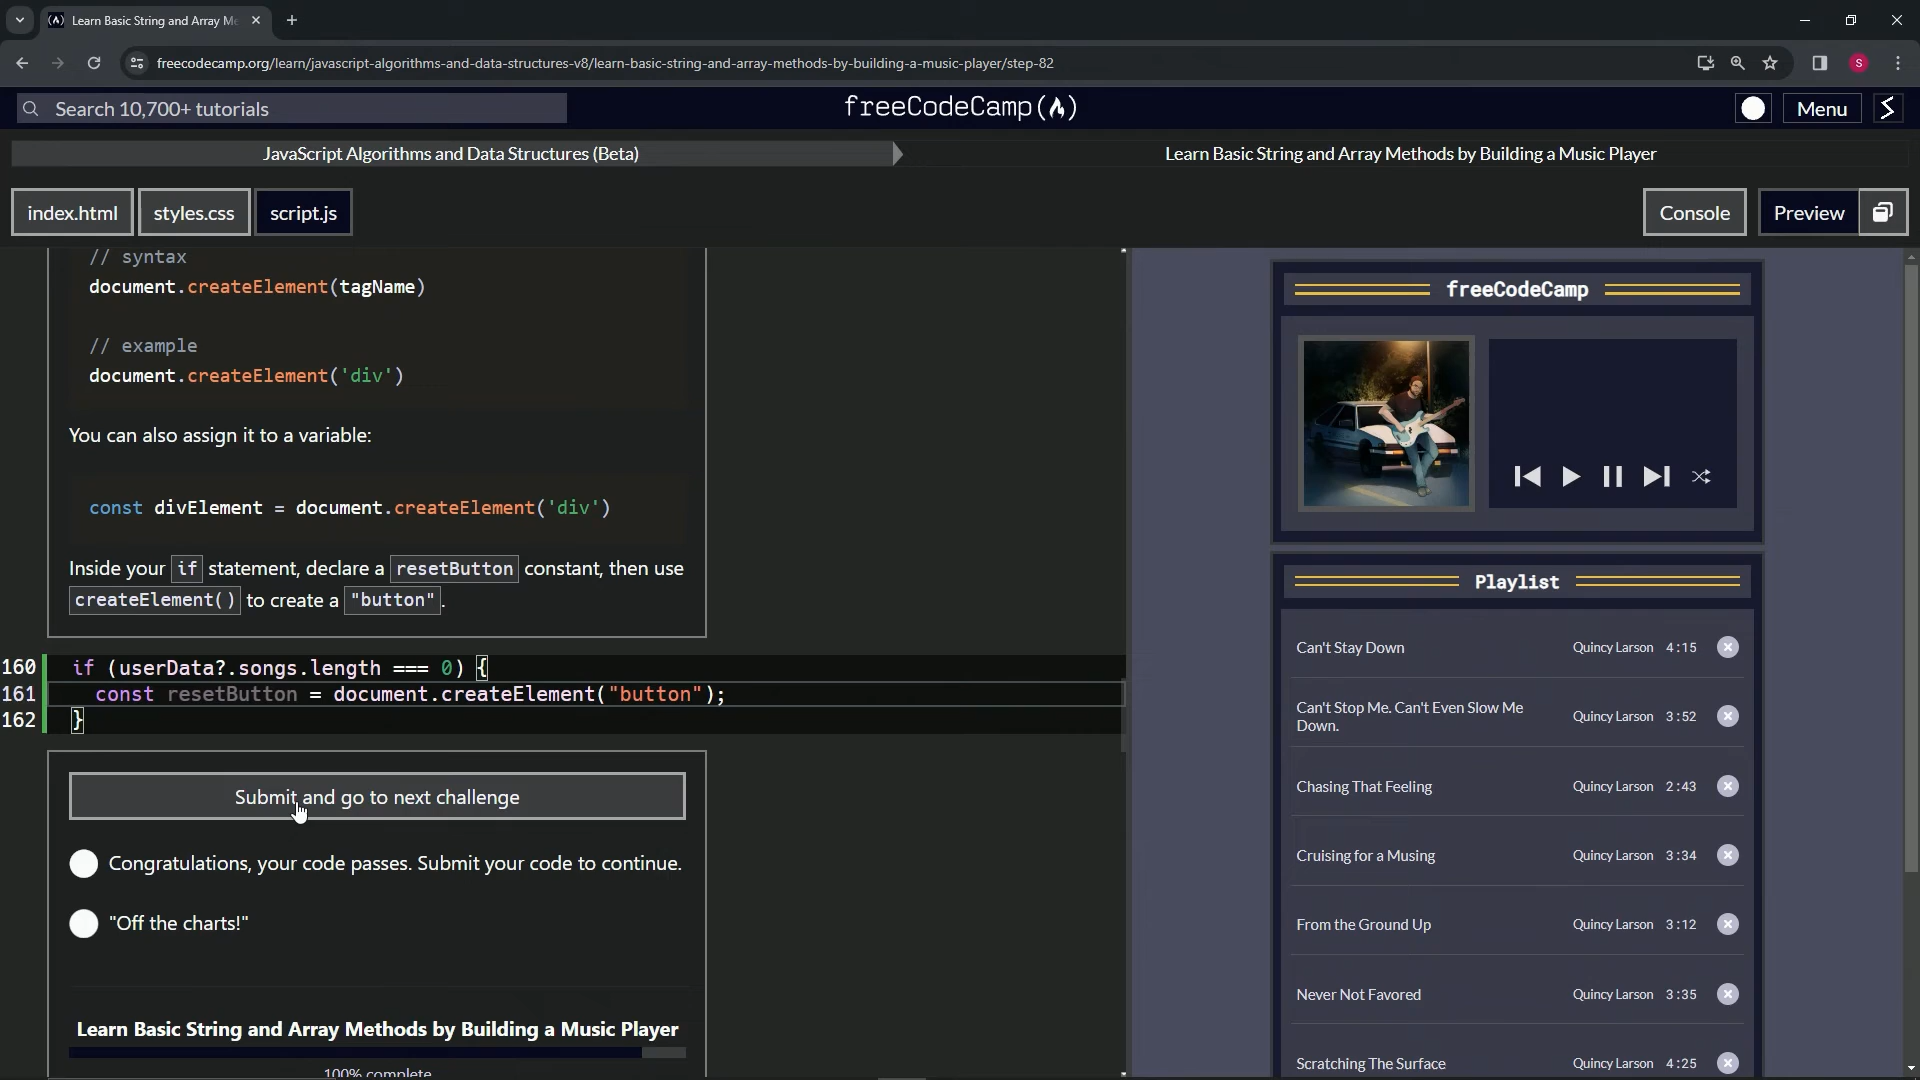 Learn Basic String and Array Me
freecodecamp.org/learn/javascript-algorithms-and-data-structures-v8/learn-basic-string-and-array-methods-by-building-a-music-player/step-82
S
Search 10,700+ tutorials
freeCodeCamp
Menu
JavaScript Algorithms and Data Structures (Beta)
Learn Basic String and Array Methods by Building a Music Player
index.html
styles.css
script.js
Console
Preview
// syntax
document.createElement(tagName)
// example
document.createElement('div')
You can also assign it to a variable:
const divElement = document.createElement('div')
Inside your if statement, declare a resetButton constant, then use
createElement() to create a "button".
160 if (userData?.songs.length === 0) {
161 const resetButton = document.createElement("button");
162 }
Submit and go to next challenge
Congratulations, your code passes. Submit your code to continue.
"Off the charts!"
Learn Basic String and Array Methods by Building a Music Player
100% complete
freeCodeCamp
Playlist
Can't Stay Down Quincy Larson 4:15
Can't Stop Me. Can't Even Slow Me
Down. Quincy Larson 3:52
Chasing That Feeling Quincy Larson 2:43
Cruising for a Musing Quincy Larson 3:34
From the Ground Up Quincy Larson 3:12
Never Not Favored Quincy Larson 3:35
Scratching The Surface Quincy Larson 4:25